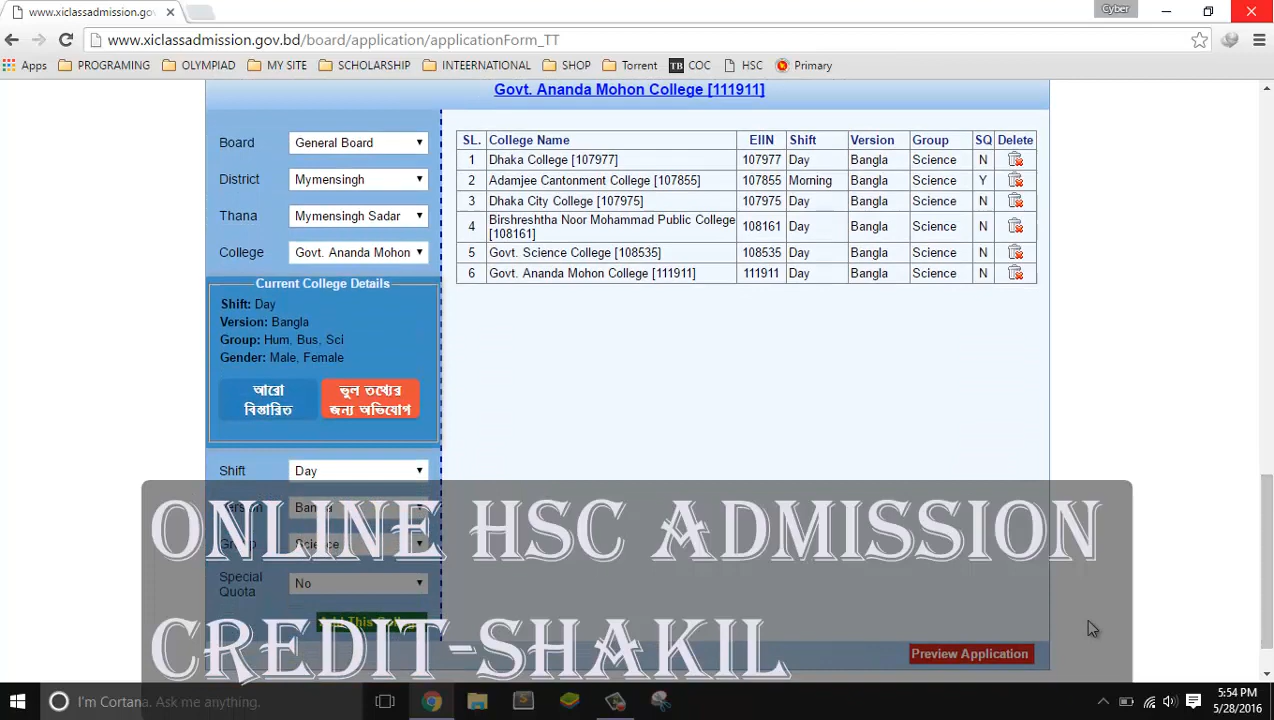 www.xiclassadmission.gov
Cyber
www.xiclassadmission.gov.bd/board/application/applicationForm_TT
Apps PROGRAMING OLYMPIAD MY SITE SCHOLARSHIP INTERNATIONAL SHOP Torrent TB COC HSC Primary
Govt. Ananda Mohon College [111911]
Board General Board
District Mymensingh
Thana Mymensingh Sadar
College Govt. Ananda Mohon
Current College Details
Shift: Day
Version: Bangla
Group: Hum, Bus, Sci
Gender: Male, Female
আরো
বিস্তারিত
ভুল তথ্যের
জন্য অভিযোগ
Shift Day
Group Science
Special
Quota No
SL. College Name EIIN Shift Version Group SQ Delete
1 Dhaka College [107977] 107977 Day Bangla Science N
2 Adamjee Cantonment College [107855] 107855 Morning Bangla Science Y
3 Dhaka City College [107975] 107975 Day Bangla Science N
4 Birshreshtha Noor Mohammad Public College
[108161] 108161 Day Bangla Science N
5 Govt. Science College [108535] 108535 Day Bangla Science N
6 Govt. Ananda Mohon College [111911] 111911 Day Bangla Science N
Preview Application
ONLINE HSC ADMISSION
CREDIT-SHAKIL
I'm Cortana. Ask me anything.
5:54 PM
5/28/2016